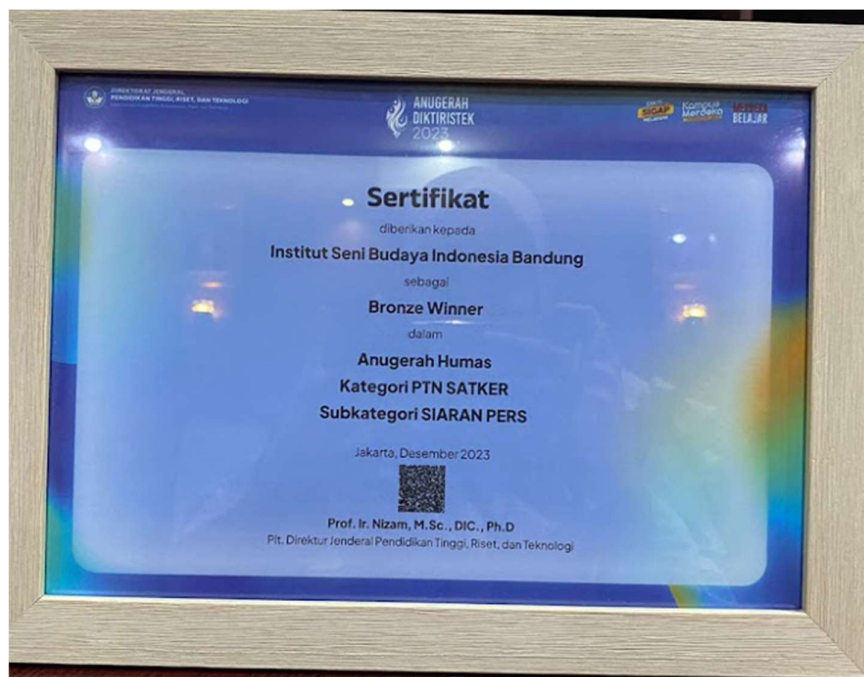 DIREKTORAT JENDERAL
PENDIDIKAN TINGGI, RISET, DAN TEKNOLOGI
ANUGERAH
DIKTIRISTEK
2023
SIGAP
Kampus
Merdeka
MERDEKA
BELAJAR
Sertifikat
diberikan kepada
Institut Seni Budaya Indonesia Bandung
sebagai
Bronze Winner
dalam
Anugerah Humas
Kategori PTN SATKER
Subkategori SIARAN PERS
Jakarta, Desember 2023
Prof. Ir. Nizam, M.Sc., DIC., Ph.D
Plt. Direktur Jenderal Pendidikan Tinggi, Riset, dan Teknologi